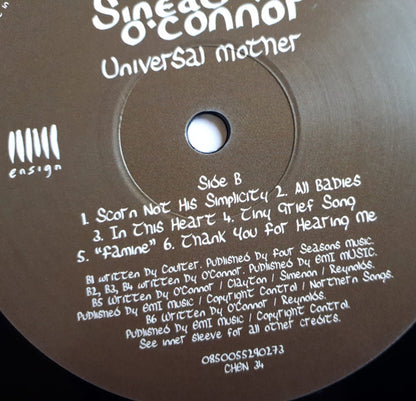 Sinéad
O'Connor
Universal Mother
ensign
Side B
1. Scorn Not His Simplicity 2. All Babies
3. In This Heart 4. Tiny Grief Song
5. "Famine" 6. Thank You for Hearing Me
B1 written by Coulter. Published by Four Seasons Music.
B2, B3, B4 written by O'Connor. Published by EMI MUSIC.
B5 written by O'Connor / Clayton / Simenon / Reynolds.
Published by EMI Music / Copyright Control / Northern Songs.
B6 written by O'Connor / Reynolds.
Published by EMI Music / Copyright Control.
See inner sleeve for all other credits.
0850055290273
CHEN 34